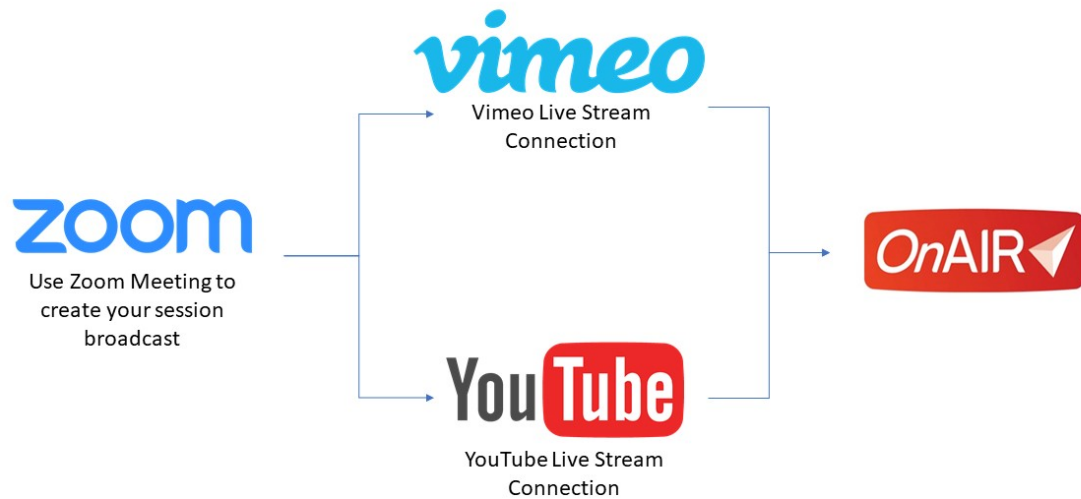 vimeo
Vimeo Live Stream
Connection
zoom
Use Zoom Meeting to
create your session
broadcast
OnAIR
YouTube
YouTube Live Stream
Connection